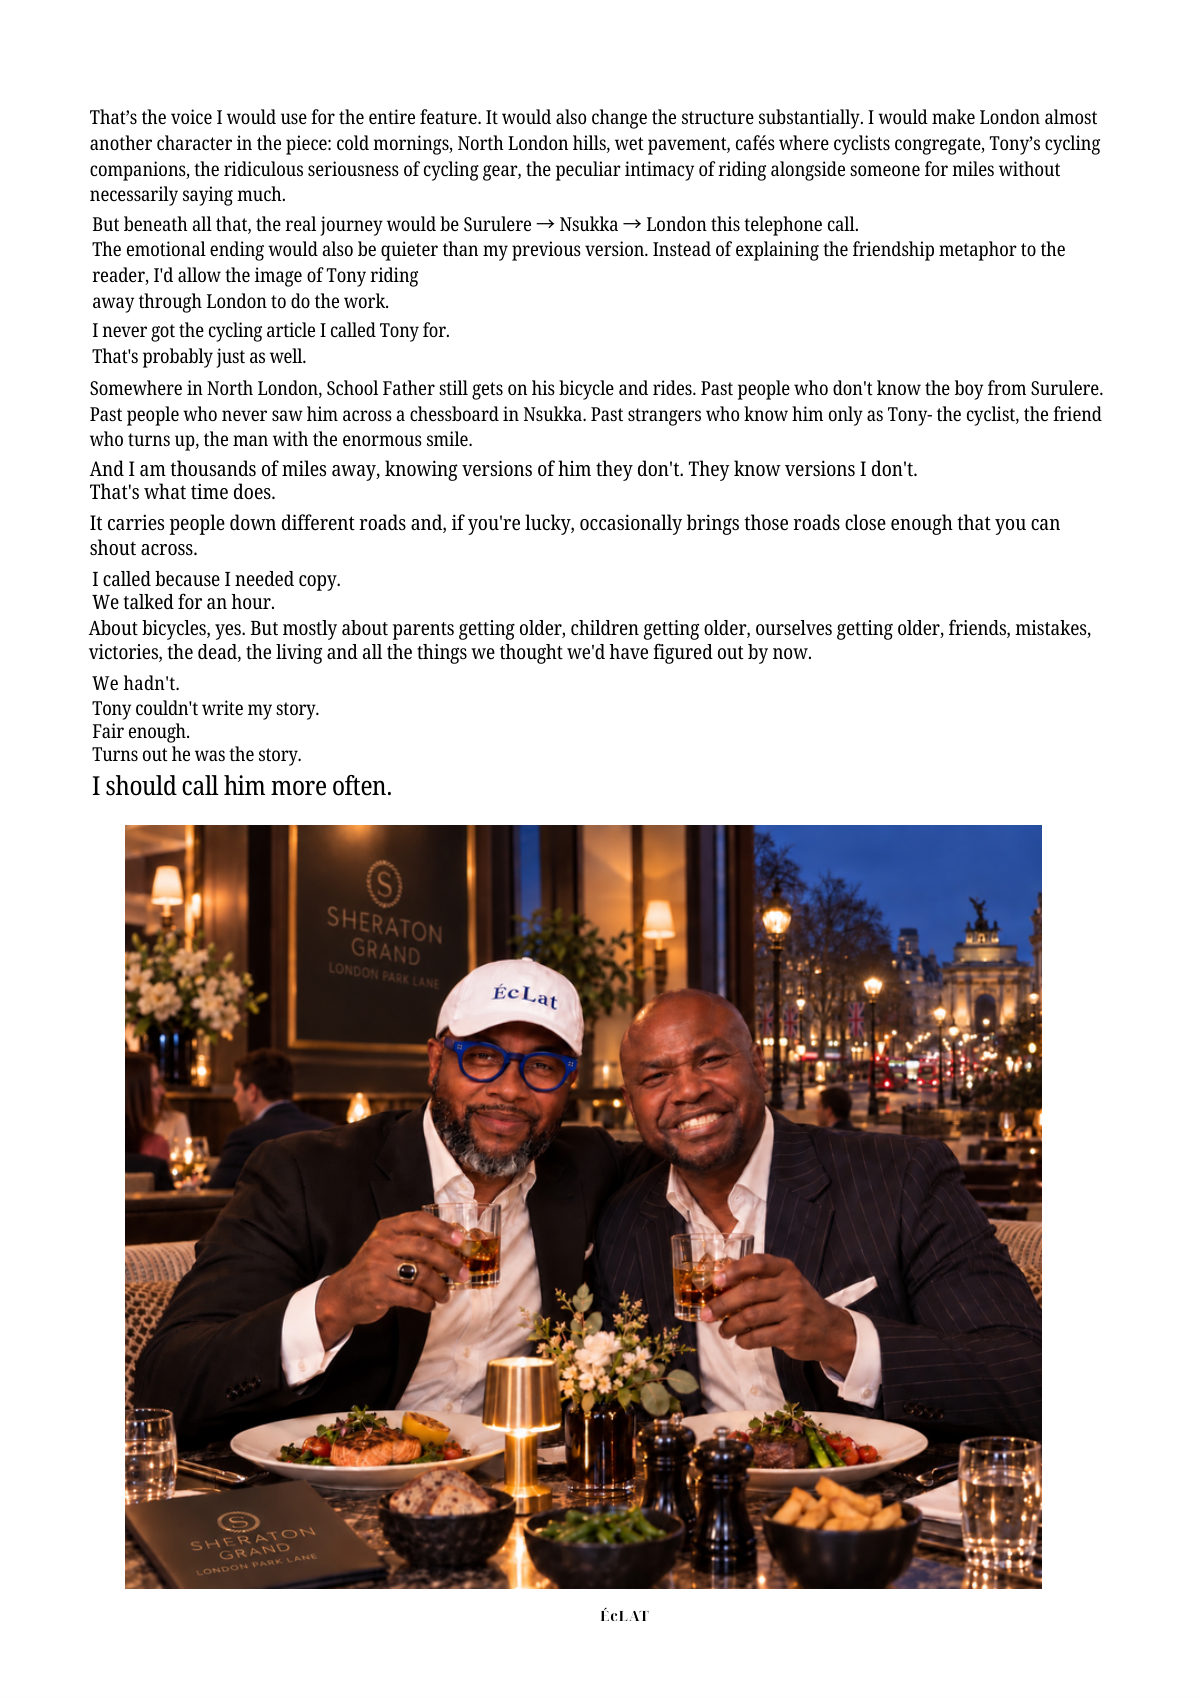 That’s the voice I would use for the entire feature. It would also change the structure substantially. I would make London almost
another character in the piece: cold mornings, North London hills, wet pavement, cafés where cyclists congregate, Tony’s cycling
companions, the ridiculous seriousness of cycling gear, the peculiar intimacy of riding alongside someone for miles without
necessarily saying much.
But beneath all that, the real journey would be Surulere → Nsukka → London this telephone call.
The emotional ending would also be quieter than my previous version. Instead of explaining the friendship metaphor to the
reader, I'd allow the image of Tony riding
away through London to do the work.
I never got the cycling article I called Tony for.
That's probably just as well.
Somewhere in North London, School Father still gets on his bicycle and rides. Past people who don't know the boy from Surulere.
Past people who never saw him across a chessboard in Nsukka. Past strangers who know him only as Tony- the cyclist, the friend
who turns up, the man with the enormous smile.
And I am thousands of miles away, knowing versions of him they don't. They know versions I don't.
That's what time does.
It carries people down different roads and, if you're lucky, occasionally brings those roads close enough that you can
shout across.
I called because I needed copy.
We talked for an hour.
About bicycles, yes. But mostly about parents getting older, children getting older, ourselves getting older, friends, mistakes,
victories, the dead, the living and all the things we thought we'd have figured out by now.
We hadn't.
Tony couldn't write my story.
Fair enough.
Turns out he was the story.
I should call him more often.
S
SHERATON
GRAND
LONDON PARK LANE
ÉcLat
S
SHERATON
GRAND
LONDON PARK LANE
ÉcLAT